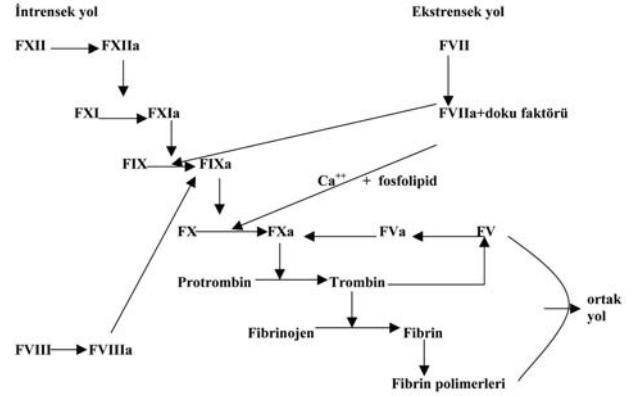 İntrensek yol Ekstrensek yol
FXII FXIIa FVII
FXI FXIa FVIIa+doku faktörü
FIX FIXa
Ca++ + fosfolipid
FX FXa FVa FV
Protrombin Trombin
ortak
yol
Fibrinojen Fibrin
FVIII FVIIIa
Fibrin polimerleri